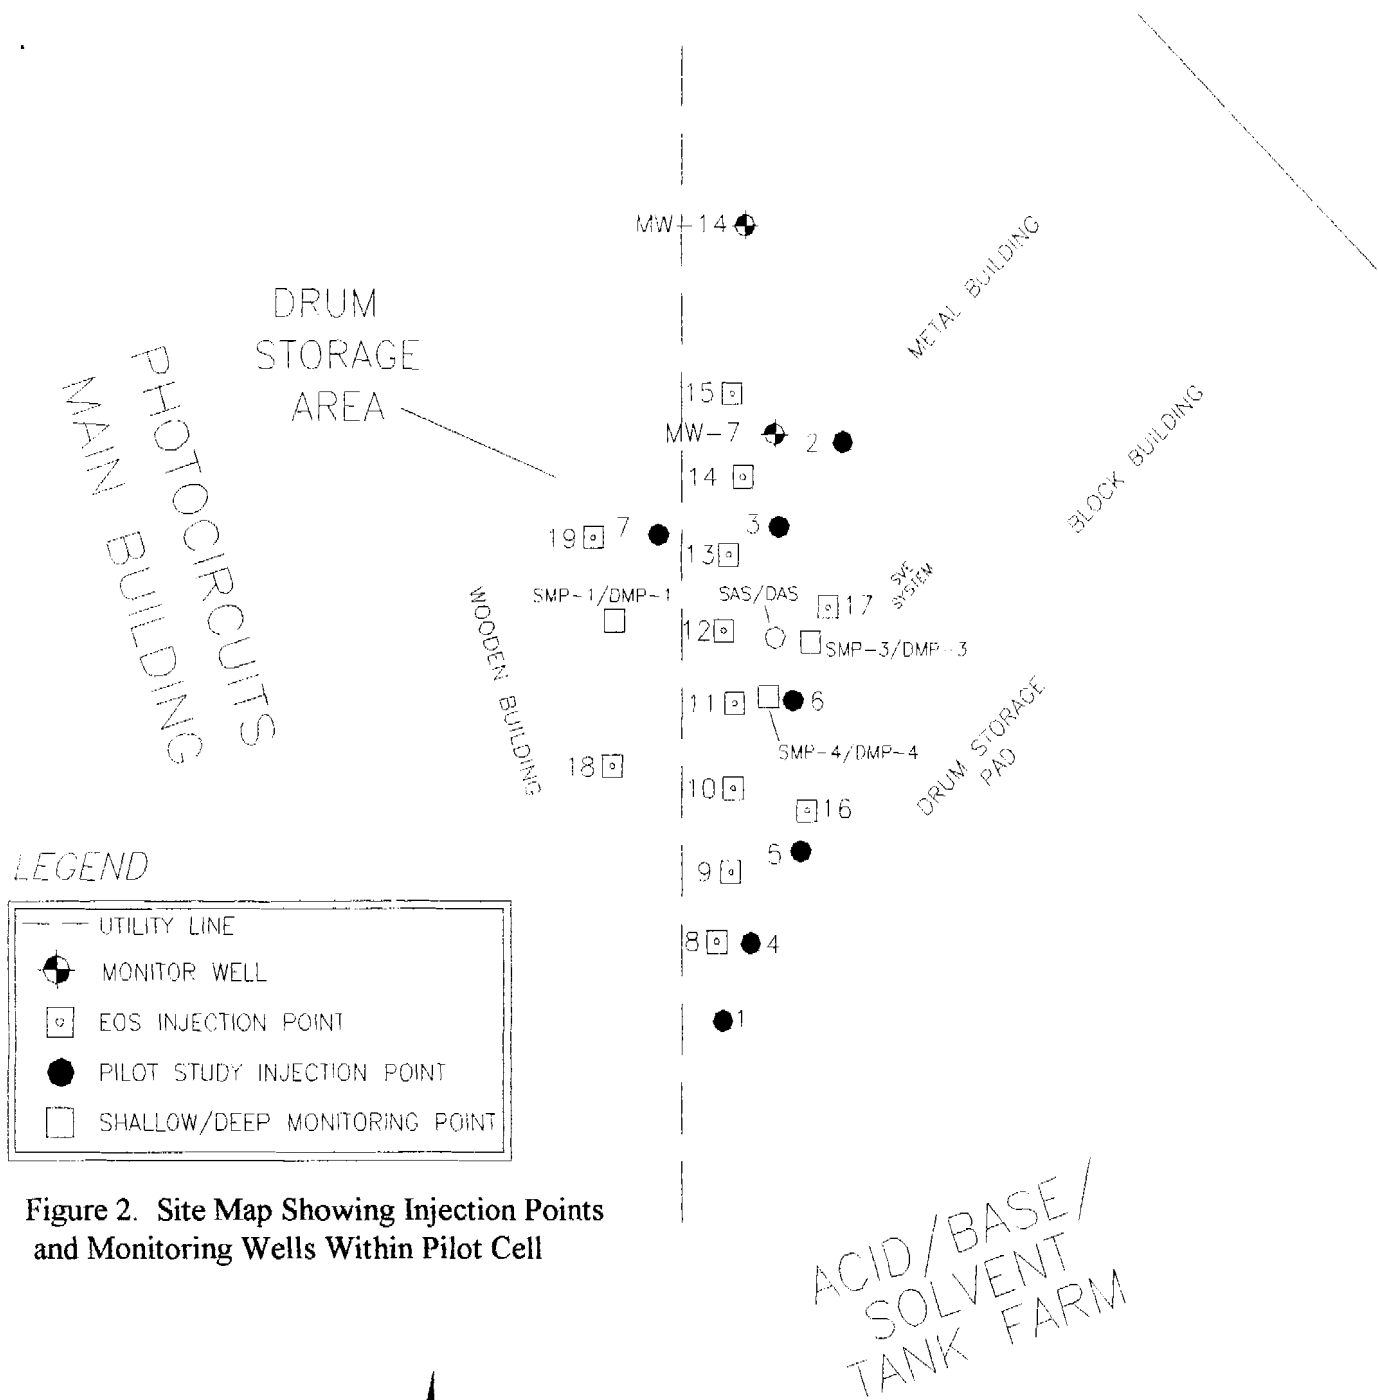 MW-14
METAL BUILDING
DRUM
STORAGE
AREA
PHOTOCIRCUITS
MAIN BUILDING
15
MW-7
2
BLOCK BUILDING
14
3
19
7
13
SVE
SYSTEM
SMP-1/DMP-1
SAS/DAS
17
WOODEN BUILDING
12
SMP-3/DMP-3
11
6
SMP-4/DMP-4
DRUM STORAGE
PAD
18
10
16
5
9
8
4
1
LEGEND
UTILITY LINE
MONITOR WELL
EOS INJECTION POINT
PILOT STUDY INJECTION POINT
SHALLOW/DEEP MONITORING POINT
Figure 2. Site Map Showing Injection Points
and Monitoring Wells Within Pilot Cell
ACID/BASE/
SOLVENT
TANK FARM